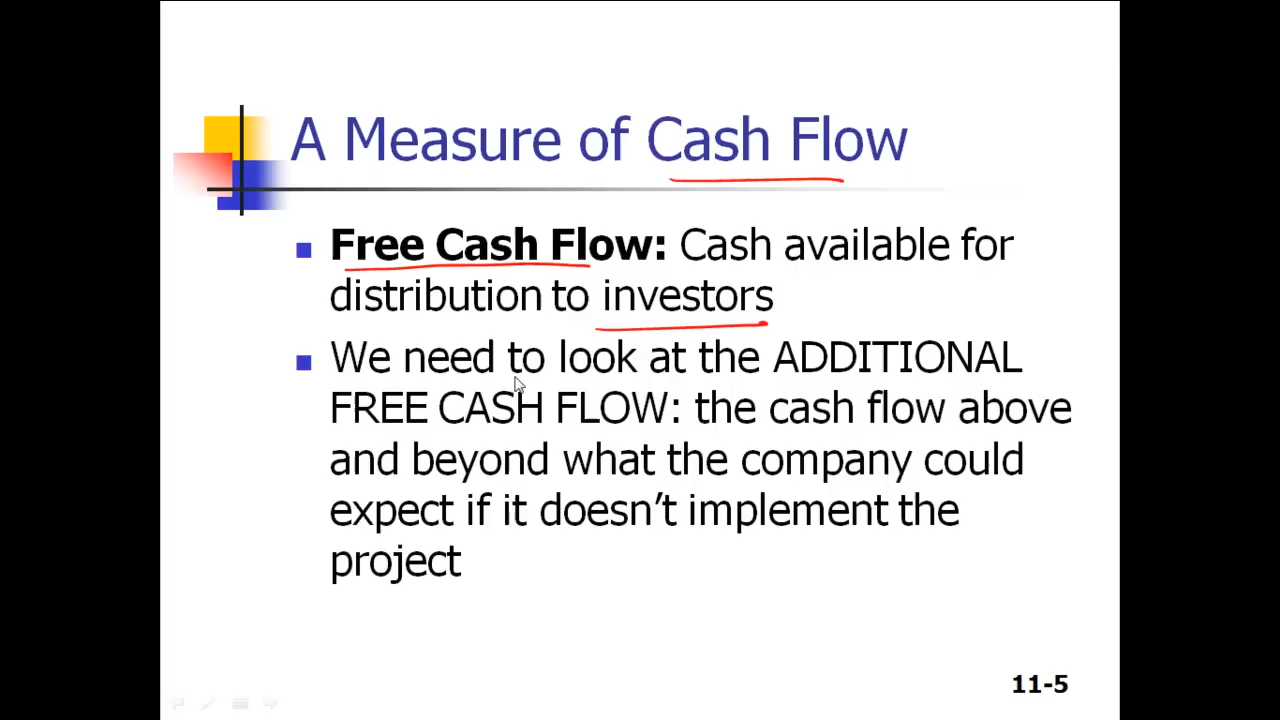 A Measure of Cash Flow
Free Cash Flow: Cash available for
distribution to investors
We need to look at the ADDITIONAL
FREE CASH FLOW: the cash flow above
and beyond what the company could
expect if it doesn’t implement the
project
11-5